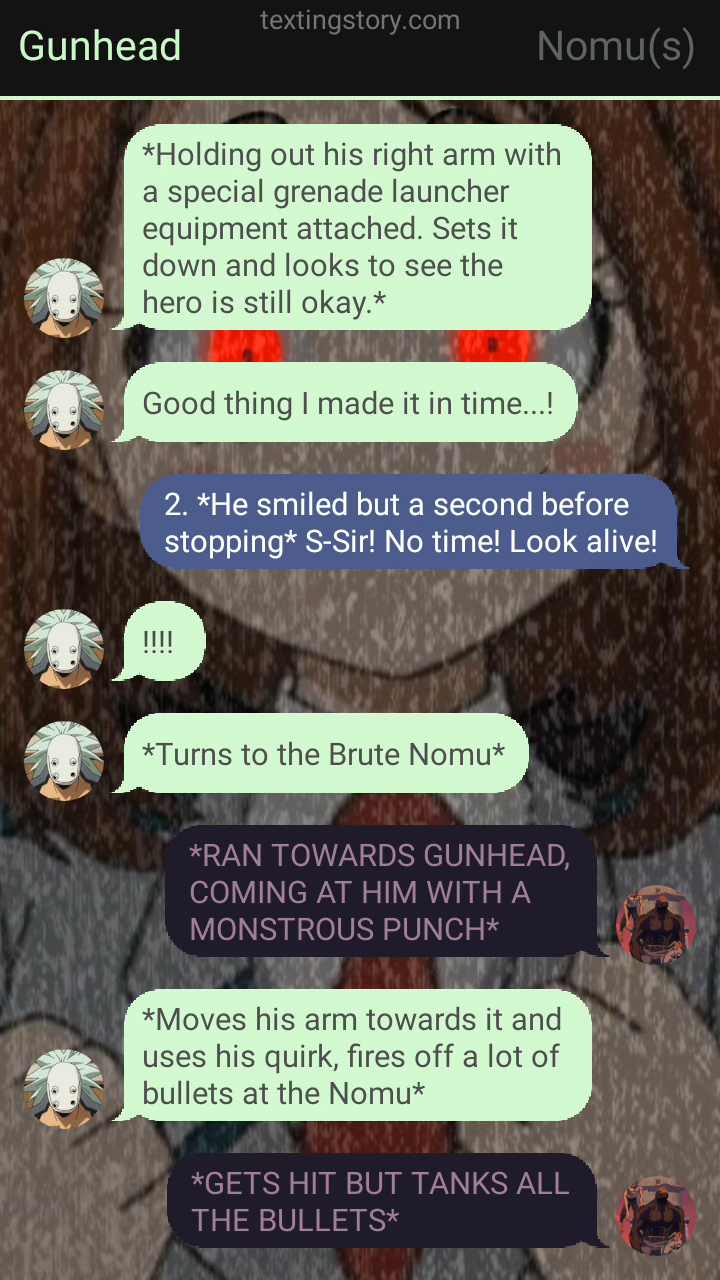 textingstory.com
Gunhead
Nomu(s)
*Holding out his right arm with
a special grenade launcher
equipment attached. Sets it
down and looks to see the
hero is still okay.*
Good thing I made it in time...!
2. *He smiled but a second before
stopping* S-Sir! No time! Look alive!
!!!!
*Turns to the Brute Nomu*
*RAN TOWARDS GUNHEAD,
COMING AT HIM WITH A
MONSTROUS PUNCH*
*Moves his arm towards it and
uses his quirk, fires off a lot of
bullets at the Nomu*
*GETS HIT BUT TANKS ALL
THE BULLETS*